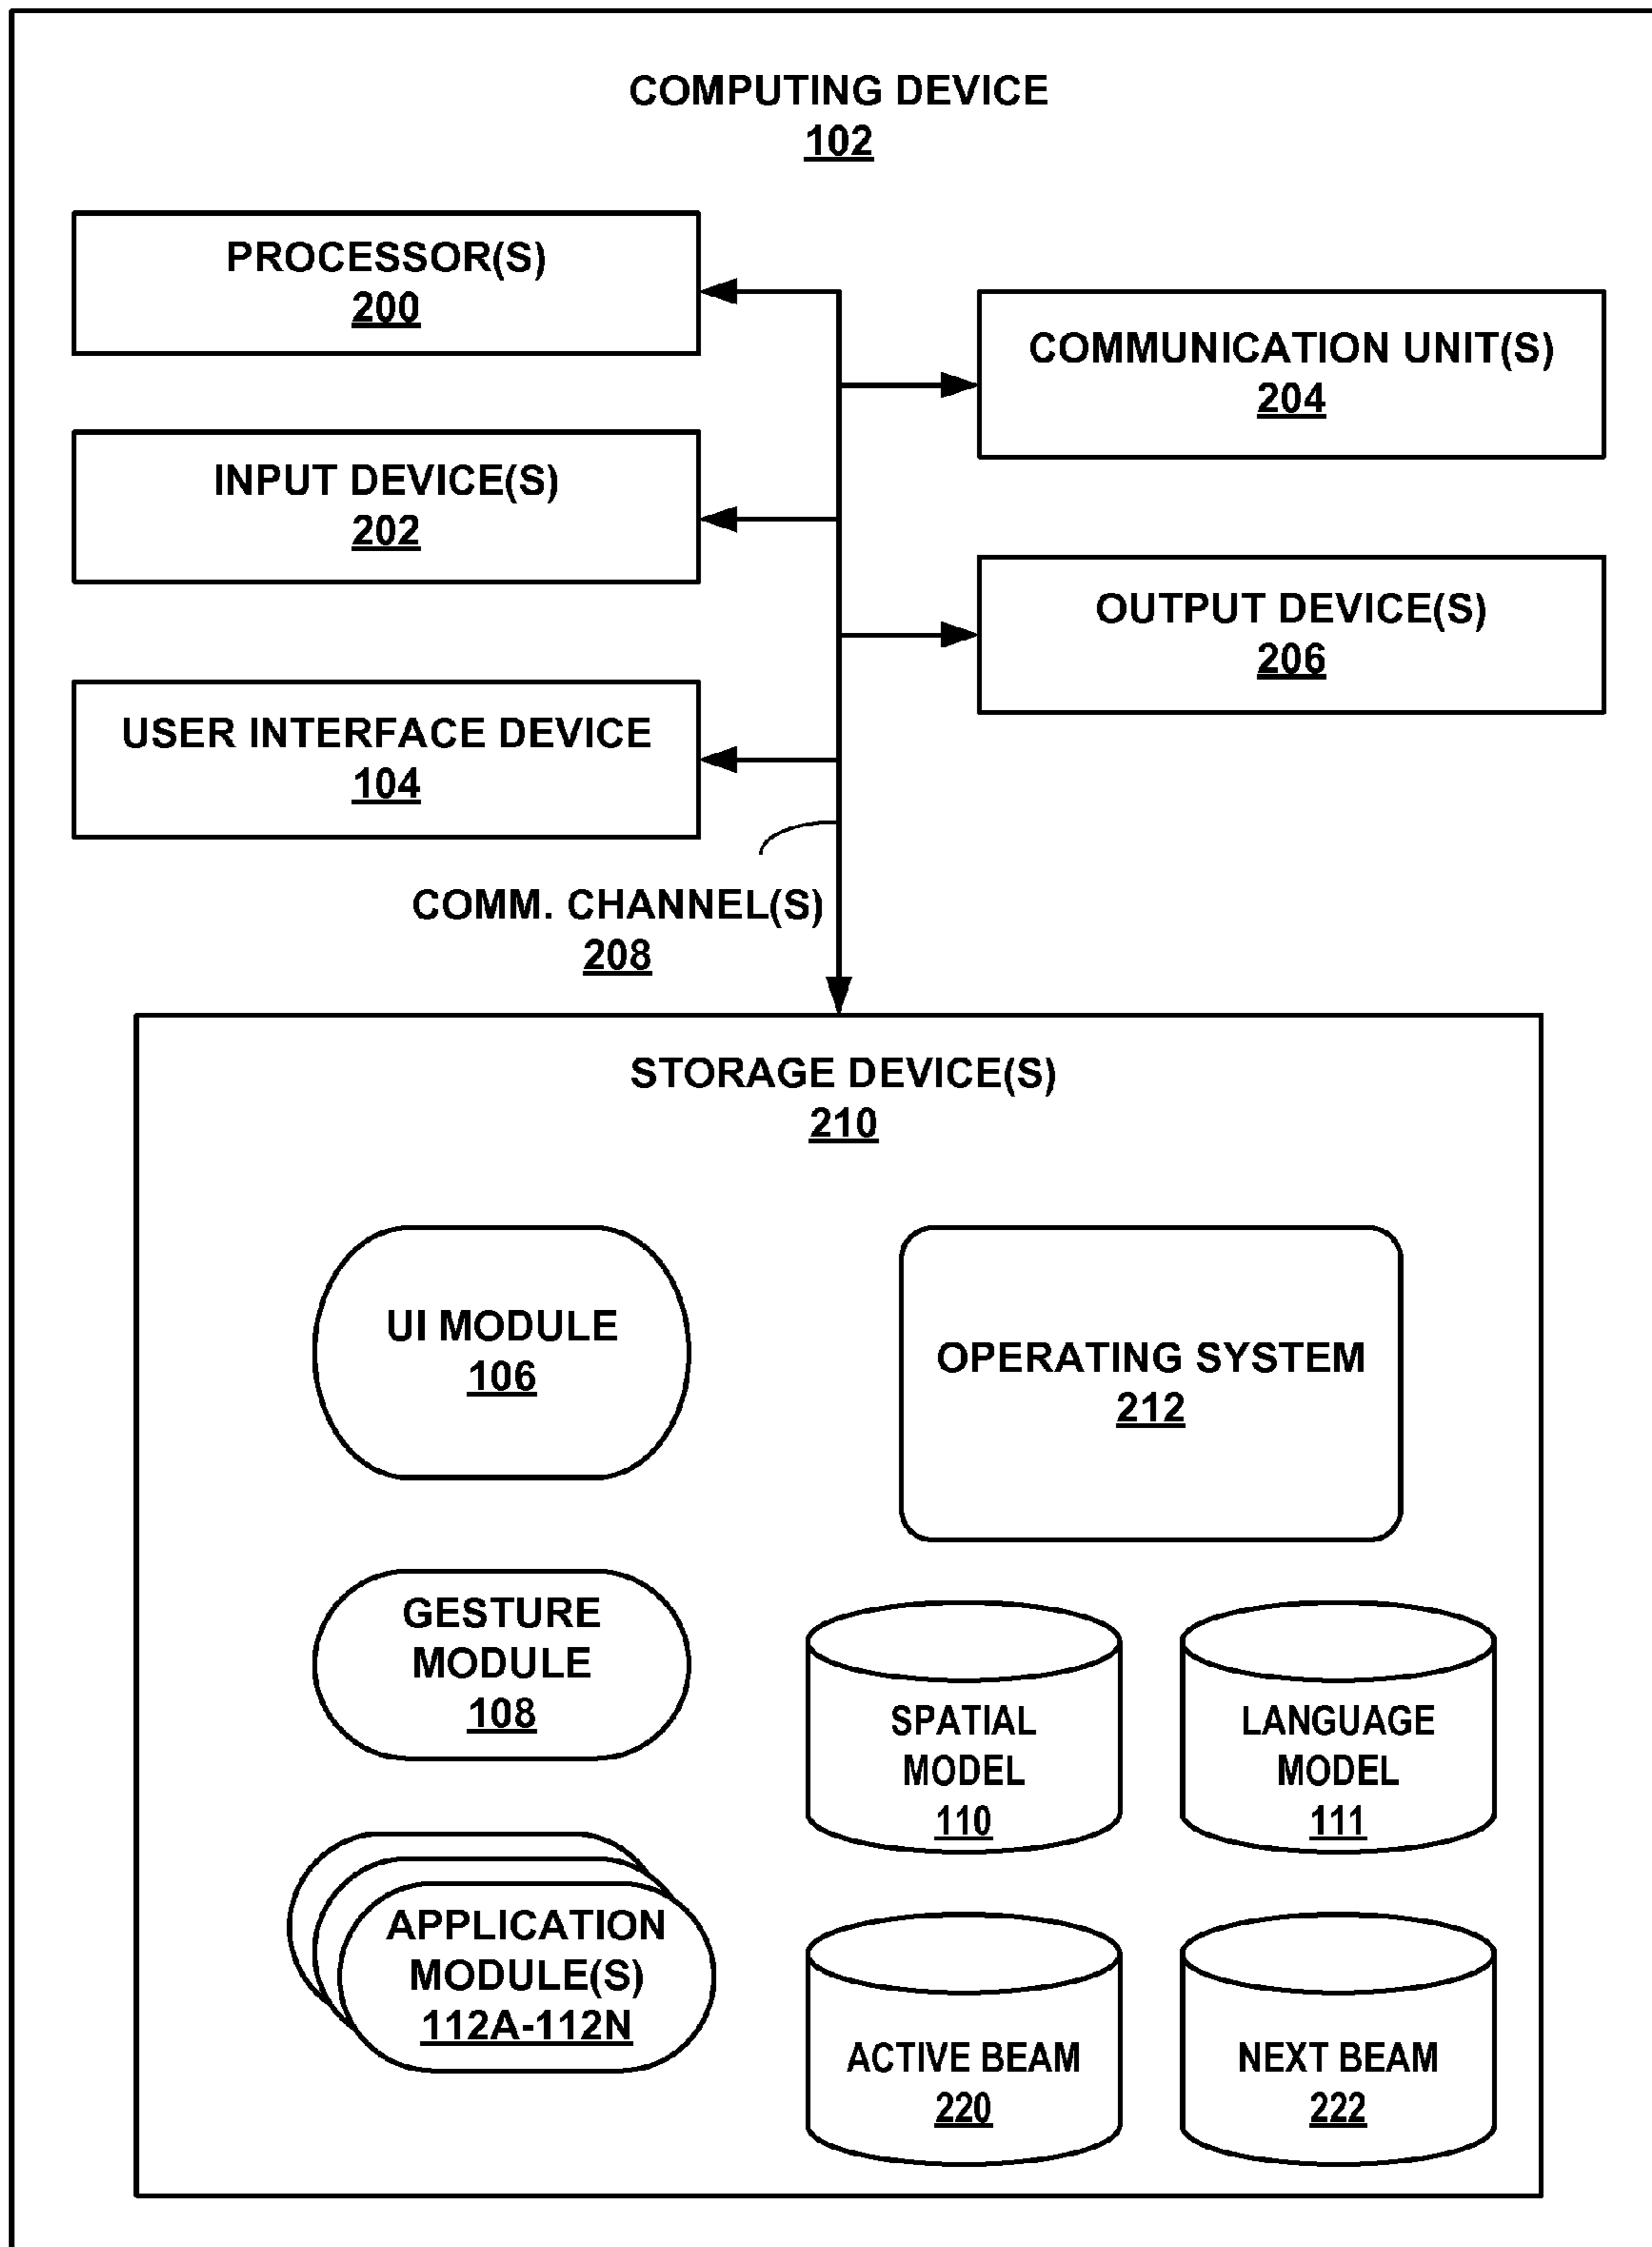 COMPUTING DEVICE
102
PROCESSOR(S)
200
COMMUNICATION UNIT(S)
204
INPUT DEVICE(S)
202
OUTPUT DEVICE(S)
206
USER INTERFACE DEVICE
104
COMM. CHANNEL(S)
208
STORAGE DEVICE(S)
210
UI MODULE
106
OPERATING SYSTEM
212
GESTURE
MODULE
108
SPATIAL
MODEL
110
LANGUAGE
MODEL
111
APPLICATION
MODULE(S)
112A-112N
ACTIVE BEAM
220
NEXT BEAM
222